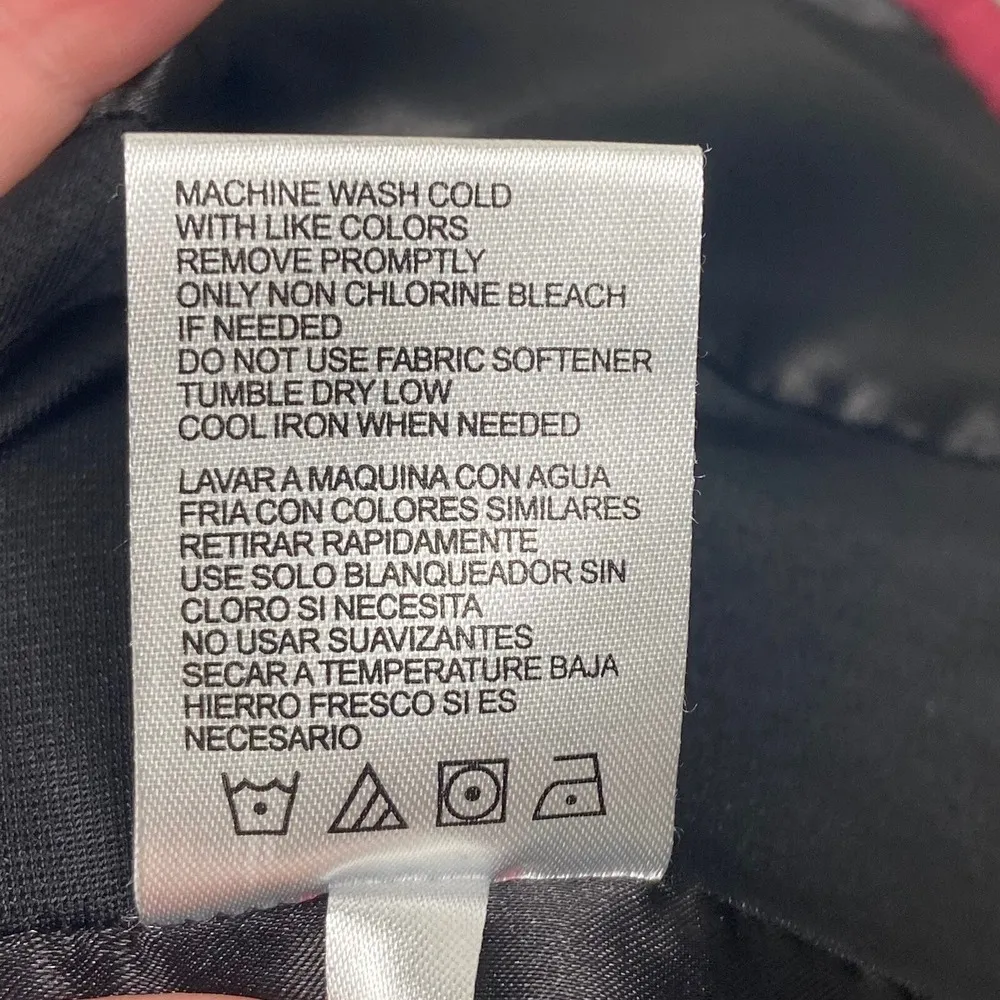 MACHINE WASH COLD
WITH LIKE COLORS
REMOVE PROMPTLY
ONLY NON CHLORINE BLEACH
IF NEEDED
DO NOT USE FABRIC SOFTENER
TUMBLE DRY LOW
COOL IRON WHEN NEEDED
LAVAR A MAQUINA CON AGUA
FRIA CON COLORES SIMILARES
RETIRAR RAPIDAMENTE
USE SOLO BLANQUEADOR SIN
CLORO SI NECESITA
NO USAR SUAVIZANTES
SECAR A TEMPERATURE BAJA
HIERRO FRESCO SI ES
NECESARIO